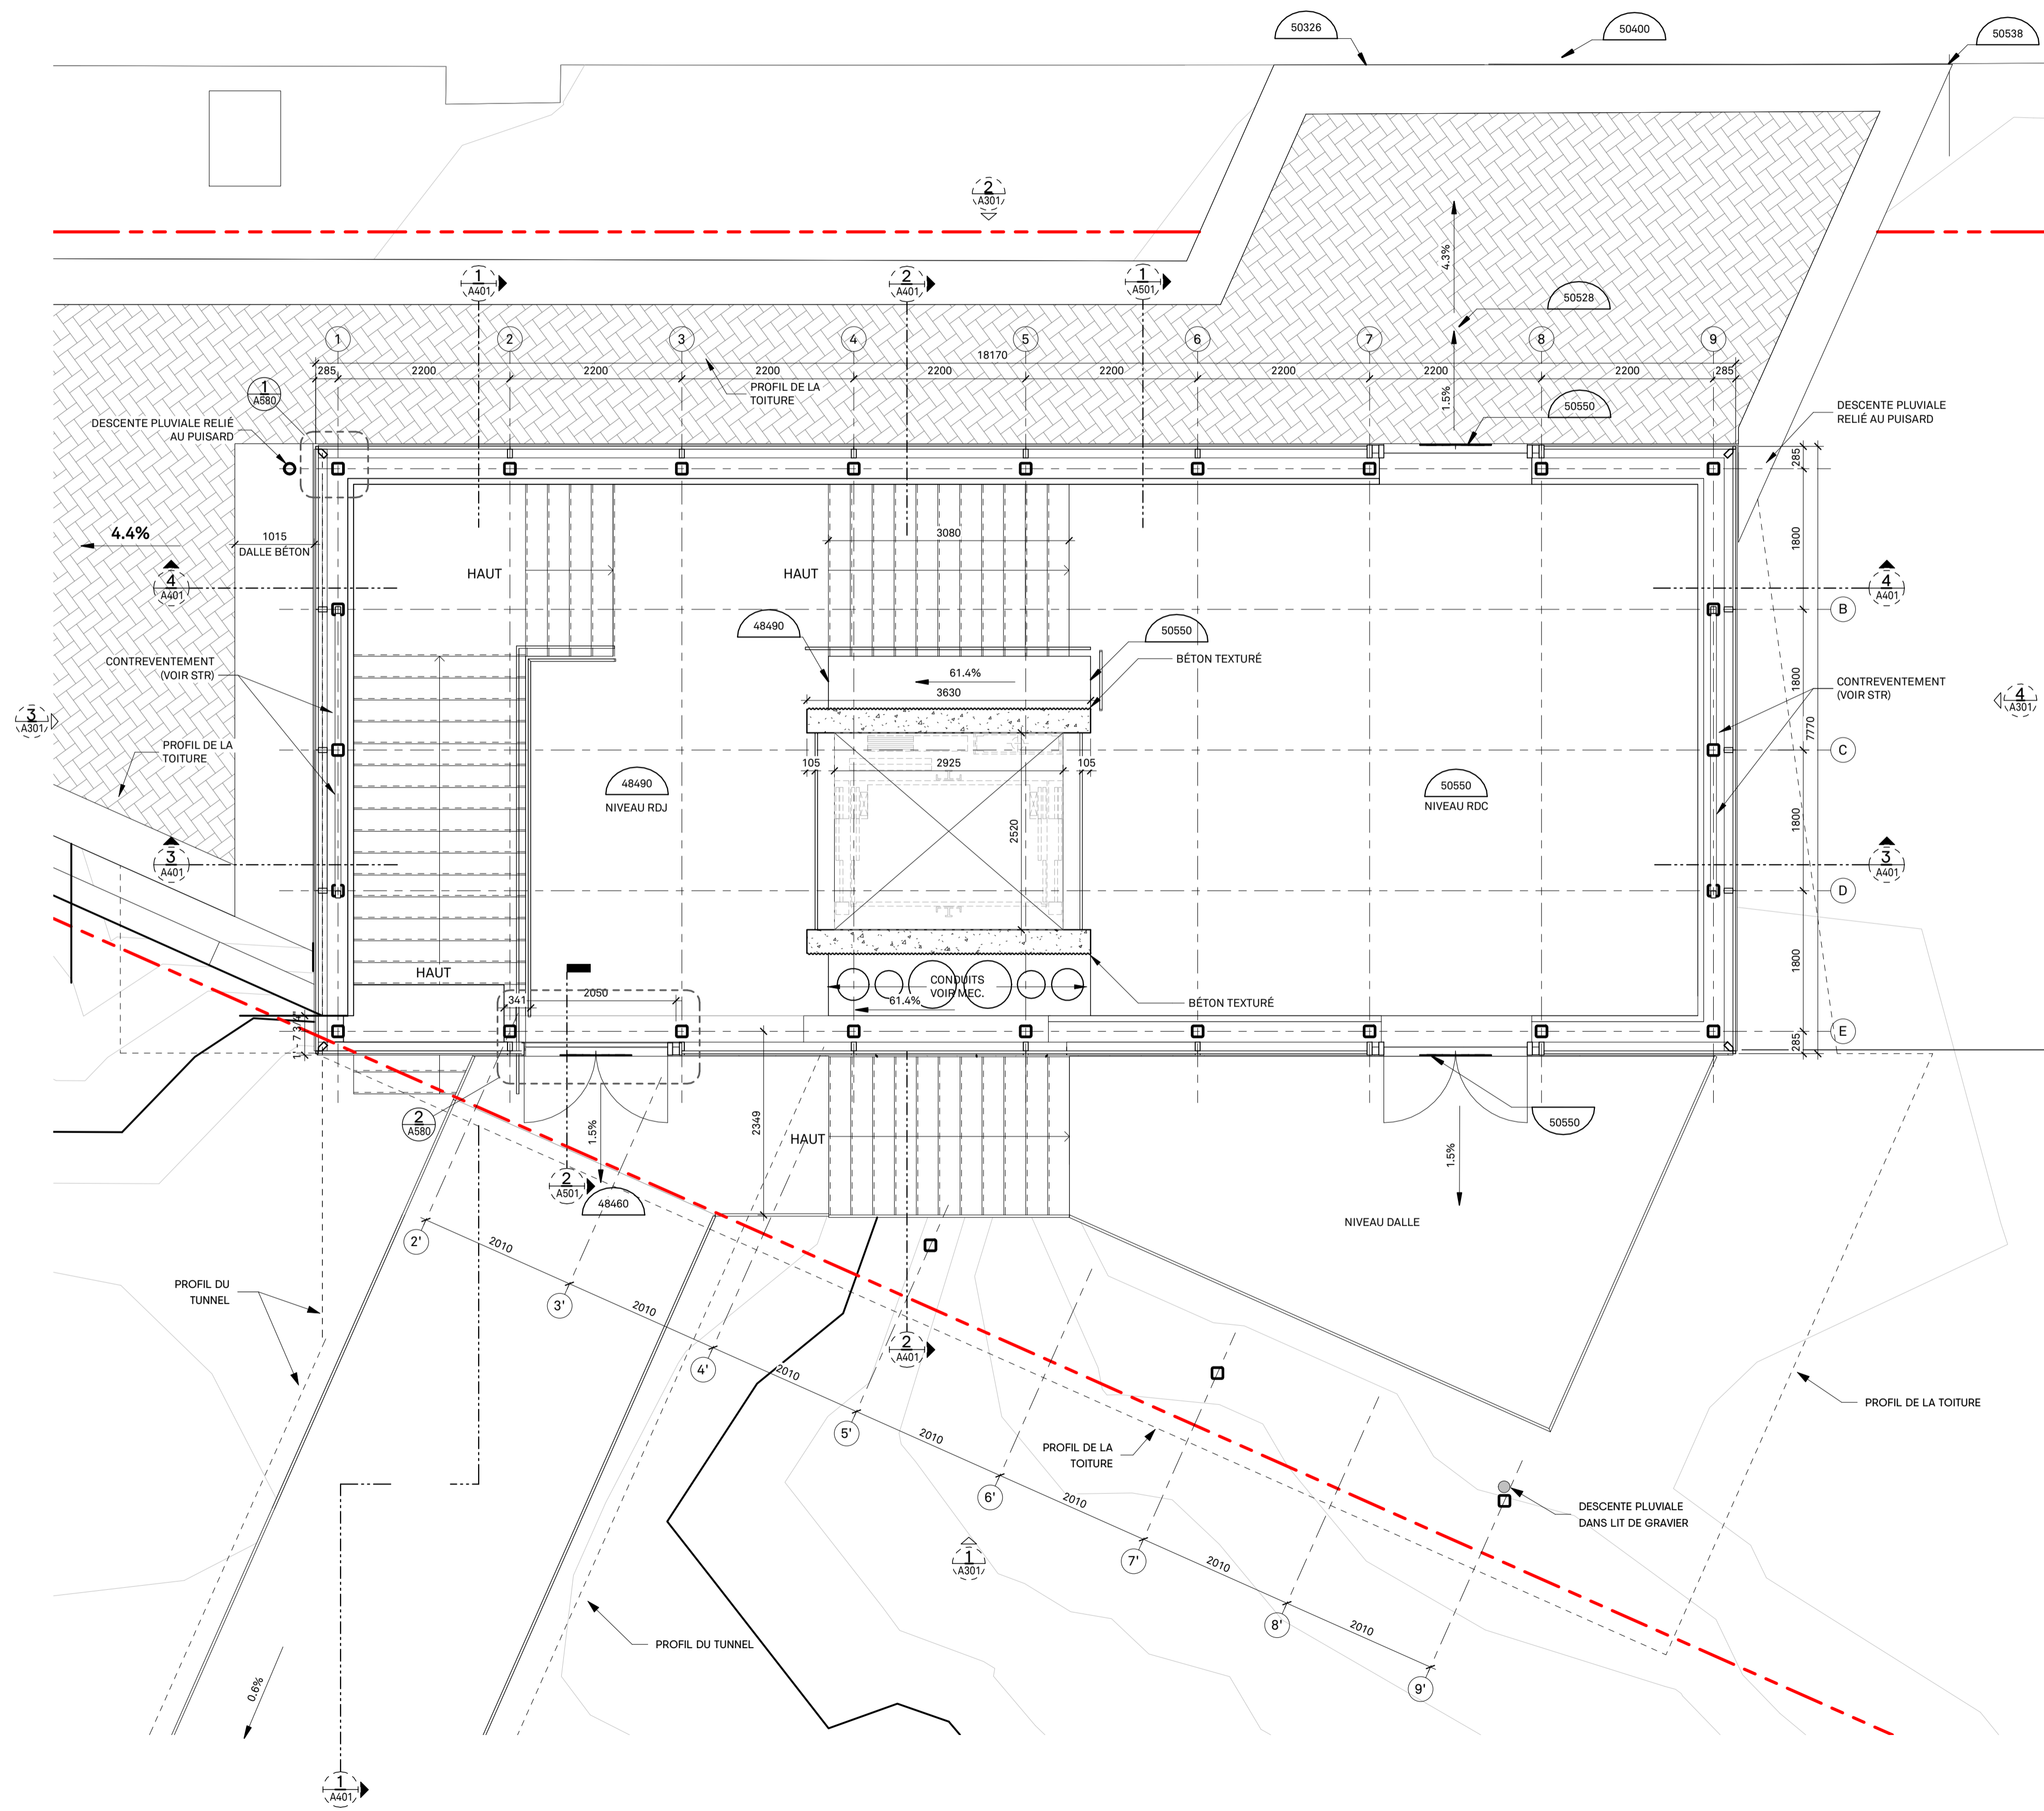 50326
50400
50538
2
A301
1
A401
2
A401
1
A501
4.3%
50528
1
2
3
4
5
6
7
8
9
18170
285
2200
2200
2200
2200
2200
2200
2200
2200
285
PROFIL DE LA
TOITURE
1
A580
1.5%
50550
DESCENTE PLUVIALE RELIÉ
AU PUISARD
DESCENTE PLUVIALE
RELIÉ AU PUISARD
285
4.4%
1015
DALLE BÉTON
3080
1800
HAUT
HAUT
4
A401
4
A401
B
48490
50550
CONTREVENTEMENT
(VOIR STR)
BÉTON TEXTURÉ
61.4%
3630
1800
CONTREVENTEMENT
(VOIR STR)
3
A301
4
A301
7770
PROFIL DE LA
TOITURE
C
105
2925
105
48490
NIVEAU RDJ
50550
NIVEAU RDC
2520
1800
3
A401
3
A401
D
HAUT
1800
CONDUITS
VOIR MEC.
61.4%
341
2050
BÉTON TEXTURÉ
1' - 7 3/4"
E
285
2
A580
1.5%
2349
HAUT
50550
1.5%
2
A501
48460
NIVEAU DALLE
2'
2010
3'
2010
4'
2010
5'
2010
6'
2010
7'
2010
8'
2010
9'
PROFIL DU
TUNNEL
2
A401
PROFIL DE LA TOITURE
PROFIL DE LA
TOITURE
DESCENTE PLUVIALE
DANS LIT DE GRAVIER
1
A301
PROFIL DU TUNNEL
0.6%
1
A401